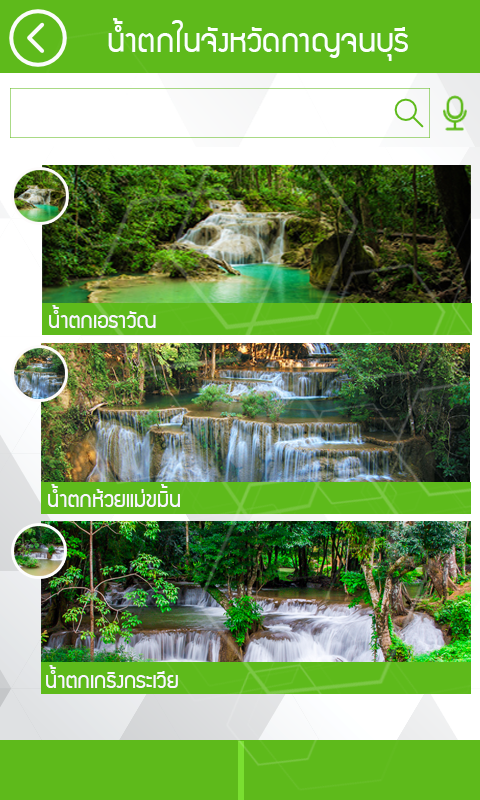 น้ำตกในจังหวัดกาญจนบุรี
น้ำตกเอราวัณ
น้ำตกห้วยแม่ขมิ้น
น้ำตกเกริงกระเวีย